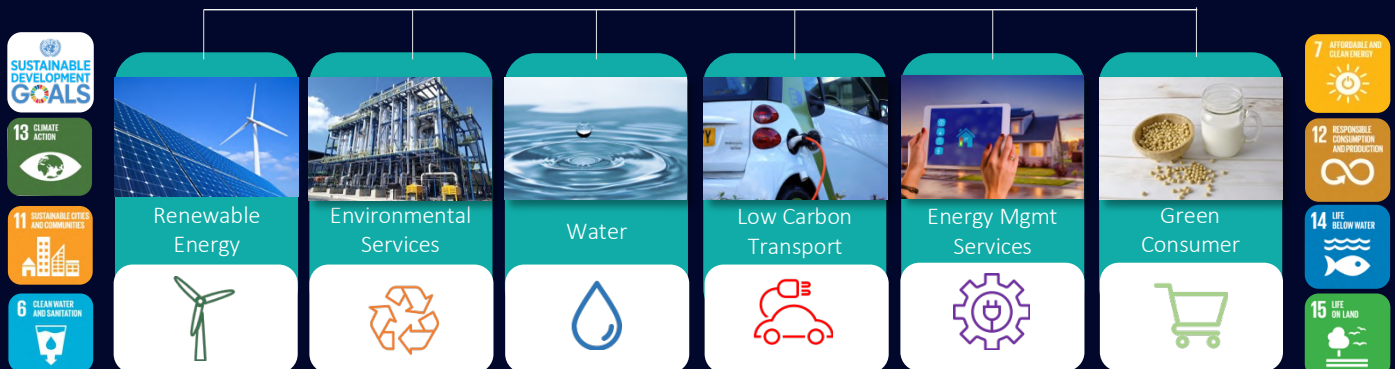 SUSTAINABLE
DEVELOPMENT
GOALS
13 CLIMATE
ACTION
11 SUSTAINABLE CITIES
AND COMMUNITIES
6 CLEAN WATER
AND SANITATION
Renewable
Energy
Environmental
Services
Water
Low Carbon
Transport
Energy Mgmt
Services
Green
Consumer
7 AFFORDABLE AND
CLEAN ENERGY
12 RESPONSIBLE
CONSUMPTION
AND PRODUCTION
14 LIFE
BELOW WATER
15 LIFE
ON LAND